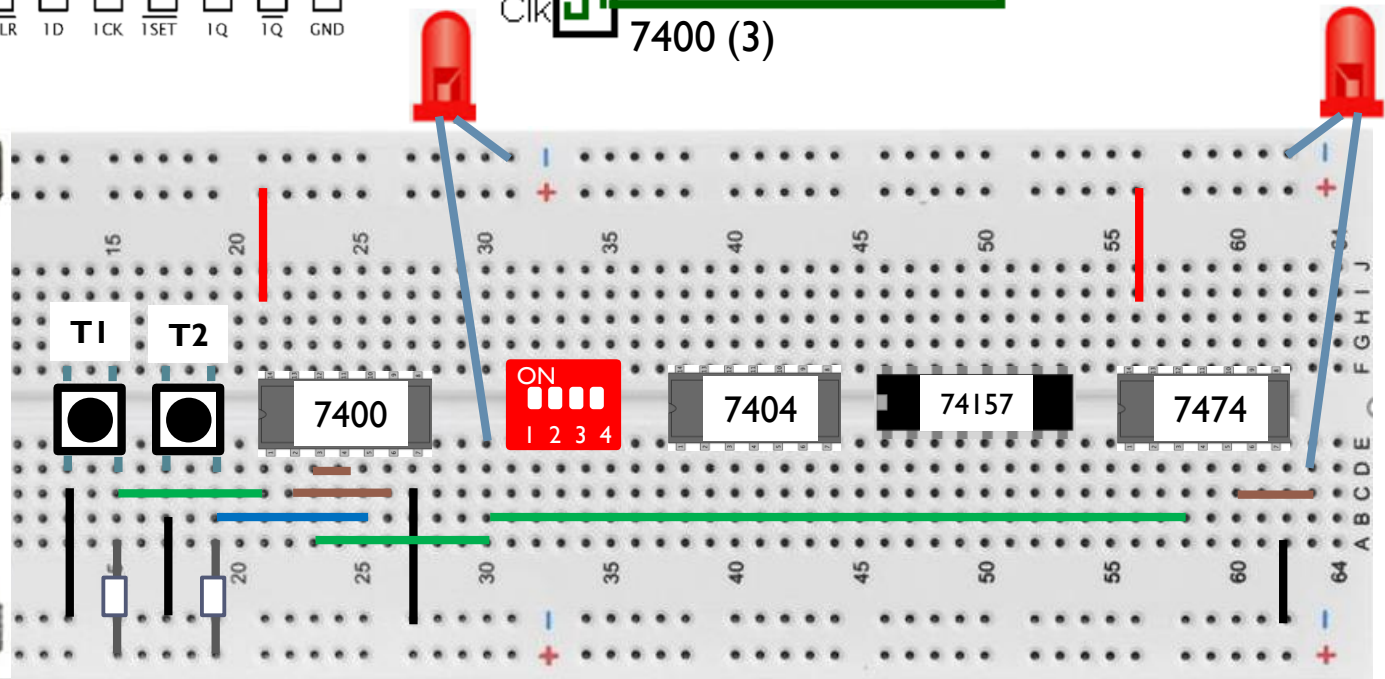 LR 1D 1CK 1SET 1Q 1Q GND
Clk
7400 (3)
15 20 25 30 35 40 45 50 55 60
J
I
H
G
F
T1 T2
ON
1 2 3 4
7400
7404
74157
7474
E
D
C
B
A
20 25 30 35 40 45 50 55 60 64